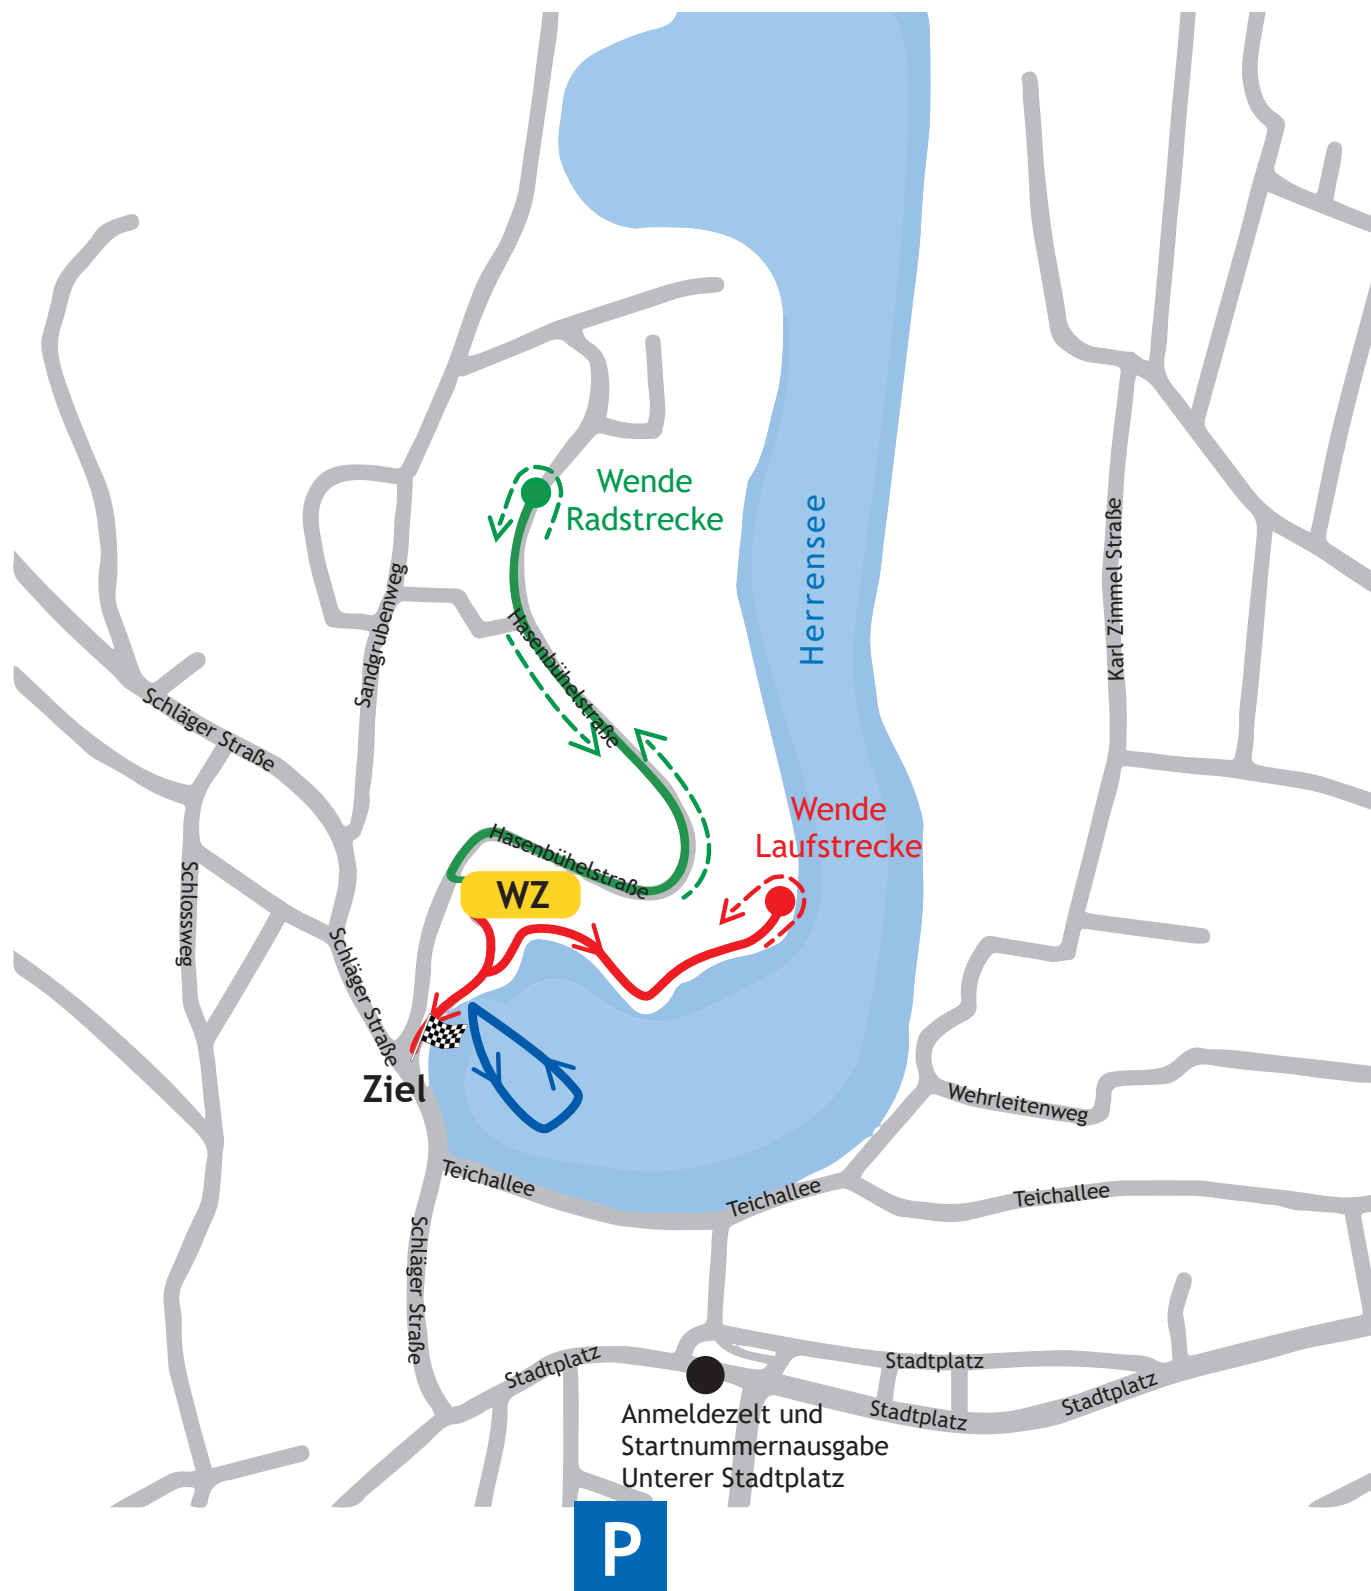 Wende
Radstrecke
Herrensee
Karl Zimmel Straße
Sandgrubenweg
Hasenbühelstraße
Schläger Straße
Wende
Laufstrecke
Hasenbühelstraße
WZ
Schlossweg
Schläger Straße
Ziel
Wehrleitenweg
Teichallee
Teichallee
Teichallee
Schläger Straße
Stadtplatz
Stadtplatz
Stadtplatz
Stadtplatz
Anmeldezelt und
Startnummernausgabe
Unterer Stadtplatz
P